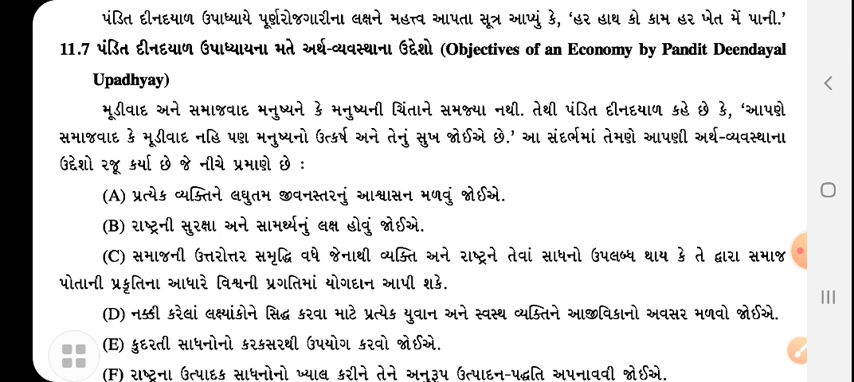 પંડિત દીનદયાળ ઉપાધ્યાયે પૂર્ણરોજગારીના લક્ષને મહત્ત્વ આપતા સૂત્ર આપ્યું કે, ‘હર હાથ કો કામ હર ખેત મેં પાની.’
11.7 પંડિત દીનદયાળ ઉપાધ્યાયના મતે અર્થ-વ્યવસ્થાના ઉદ્દેશો (Objectives of an Economy by Pandit Deendayal
Upadhyay)
મૂડીવાદ અને સમાજવાદ મનુષ્યને કે મનુષ્યની ચિંતાને સમજ્યા નથી. તેથી પંડિત દીનદયાળ કહે છે કે, ‘આપણે
સમાજવાદ કે મૂડીવાદ નહિ પણ મનુષ્યનો ઉત્કર્ષ અને તેનું સુખ જોઈએ છે.’ આ સંદર્ભમાં તેમણે આપણી અર્થ-વ્યવસ્થાના
ઉદ્દેશો રજૂ કર્યા છે જે નીચે પ્રમાણે છે :
(A) પ્રત્યેક વ્યક્તિને લઘુતમ જીવનસ્તરનું આશ્વાસન મળવું જોઈએ.
(B) રાષ્ટ્રની સુરક્ષા અને સામર્થ્યનું લક્ષ હોવું જોઈએ.
(C) સમાજની ઉત્તરોત્તર સમૃદ્ધિ વધે જેનાથી વ્યક્તિ અને રાષ્ટ્રને તેવાં સાધનો ઉપલબ્ધ થાય કે તે દ્વારા સમાજ
પોતાની પ્રકૃતિના આધારે વિશ્વની પ્રગતિમાં યોગદાન આપી શકે.
(D) નક્કી કરેલાં લક્ષ્યાંકોને સિદ્ધ કરવા માટે પ્રત્યેક યુવાન અને સ્વસ્થ વ્યક્તિને આજીવિકાનો અવસર મળવો જોઈએ.
(E) કુદરતી સાધનોનો કરકસરથી ઉપયોગ કરવો જોઈએ.
(F) રાષ્ટ્રના ઉત્પાદક સાધનોનો ખ્યાલ કરીને તેને અનુરૂપ ઉત્પાદન-પદ્ધતિ અપનાવવી જોઈએ.